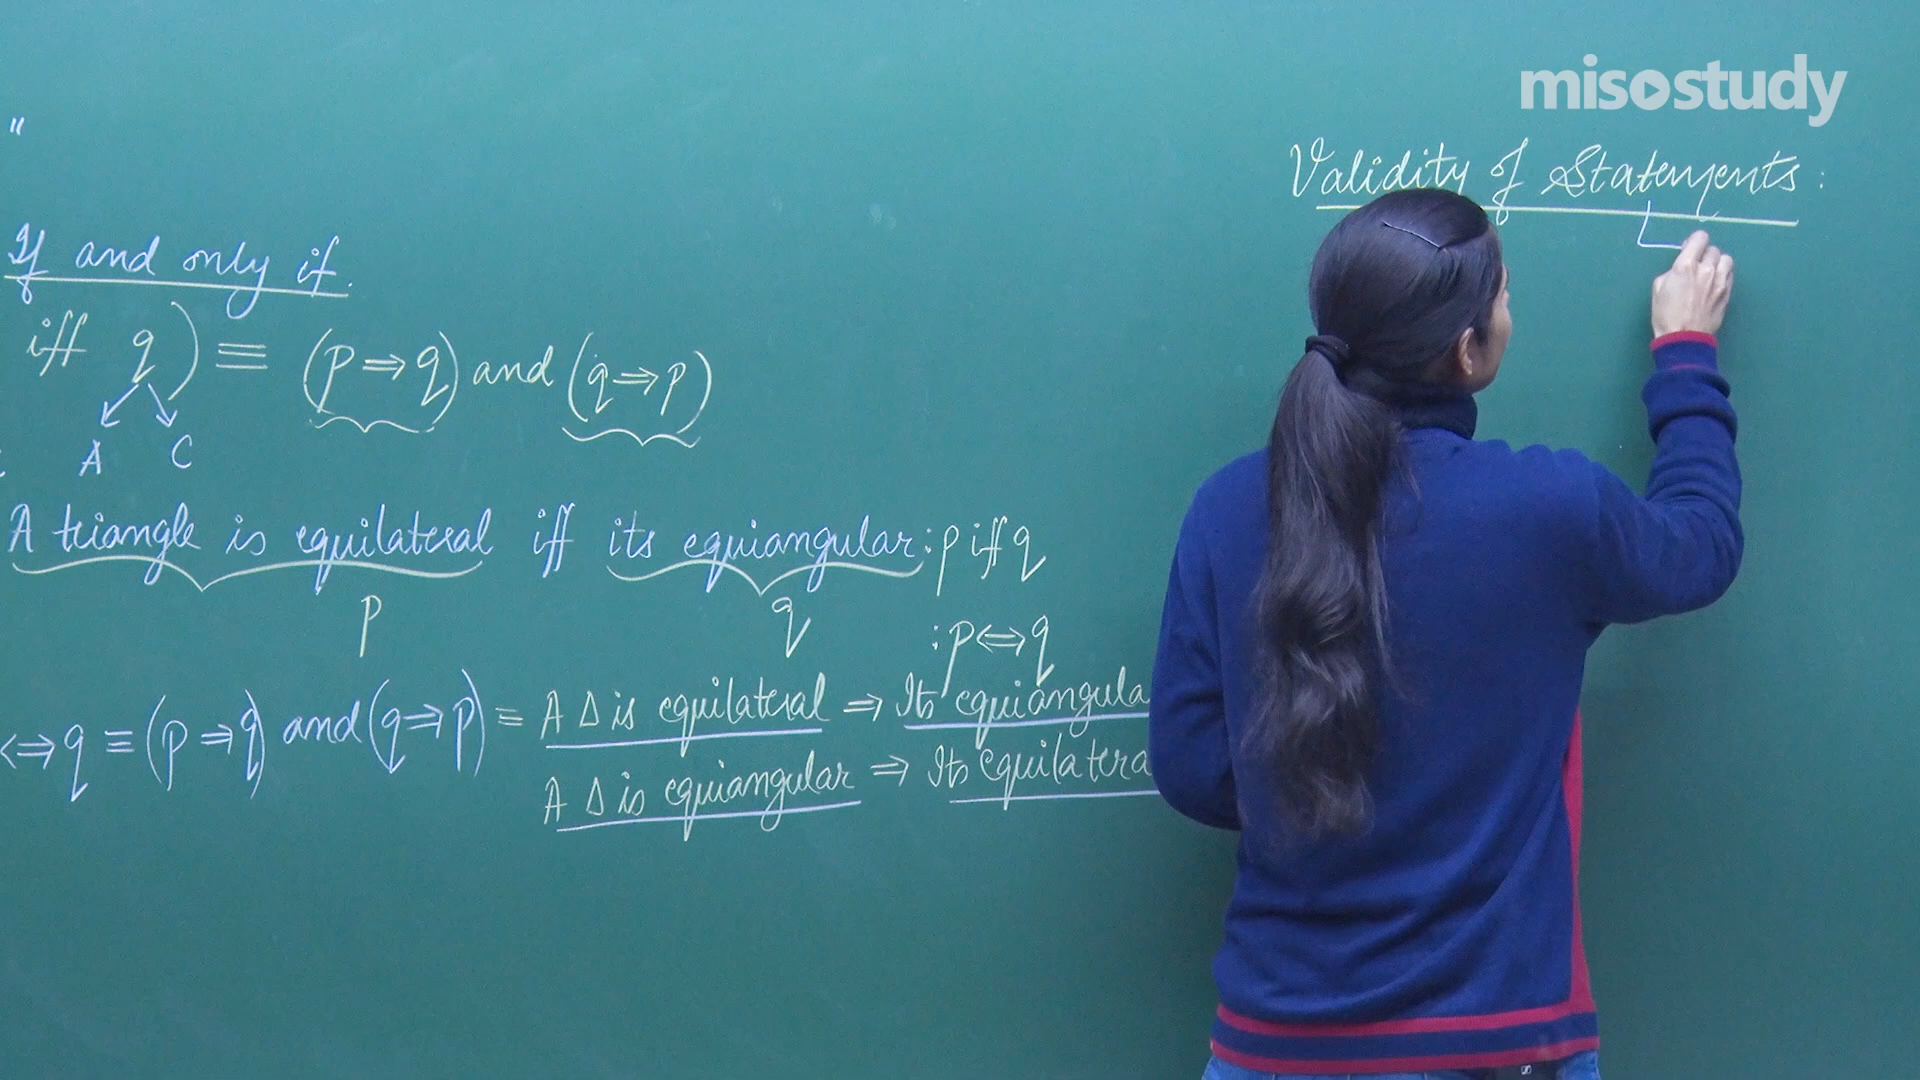 misostudy
"
Validity of Statements:
If and only if.
iff q) ≡ (p ⇒ q) and (q ⇒ p)
A C
A triangle is equilateral iff its equiangular : p iff q
p q
: p ⇔ q
⇔ q ≡ (p ⇒ q) and (q ⇒ p) ≡ A Δ is equilateral ⇒ Its equiangula
A Δ is equiangular ⇒ Its equilatera